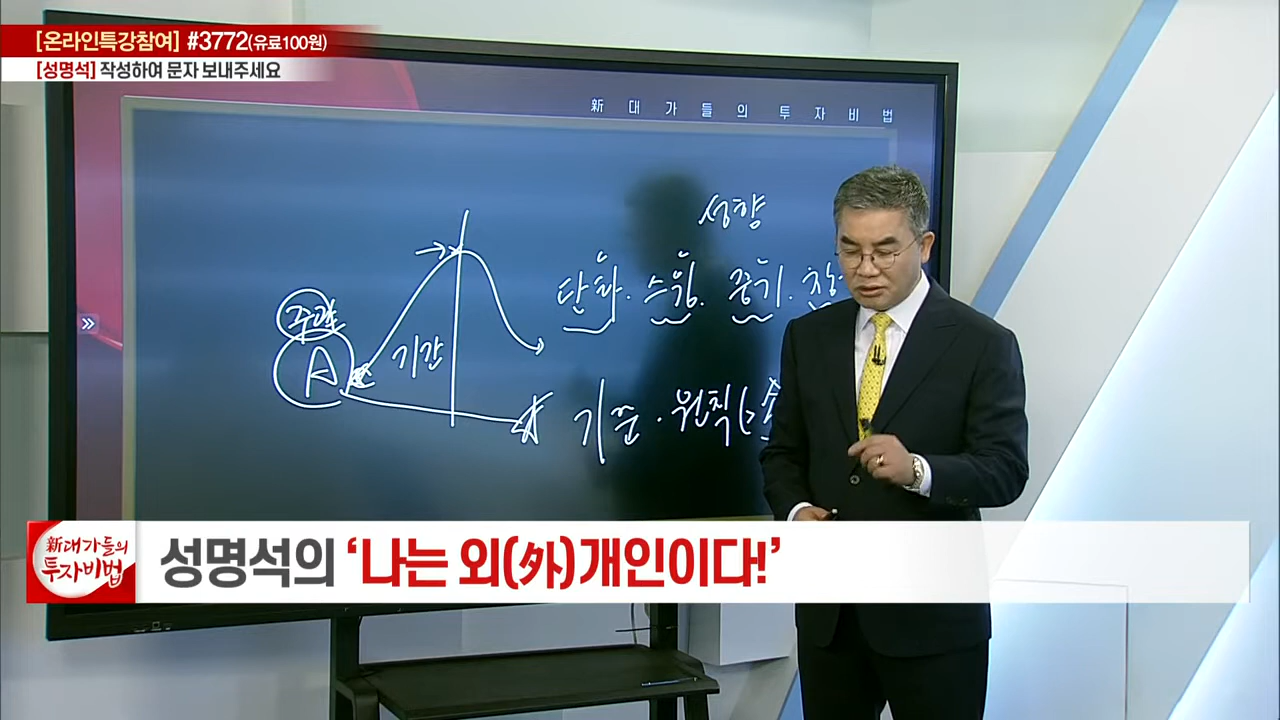 [온라인특강참여] #3772(유료100원)
[성명석] 작성하여 문자 보내주세요
新 대 가 들 의 투 자 비 법
성향
단타. 스윙. 중기. 장
A
기간
기준 · 원칙
新대가들의
투자비법
성명석의 ‘나는 외(外)개인이다!’